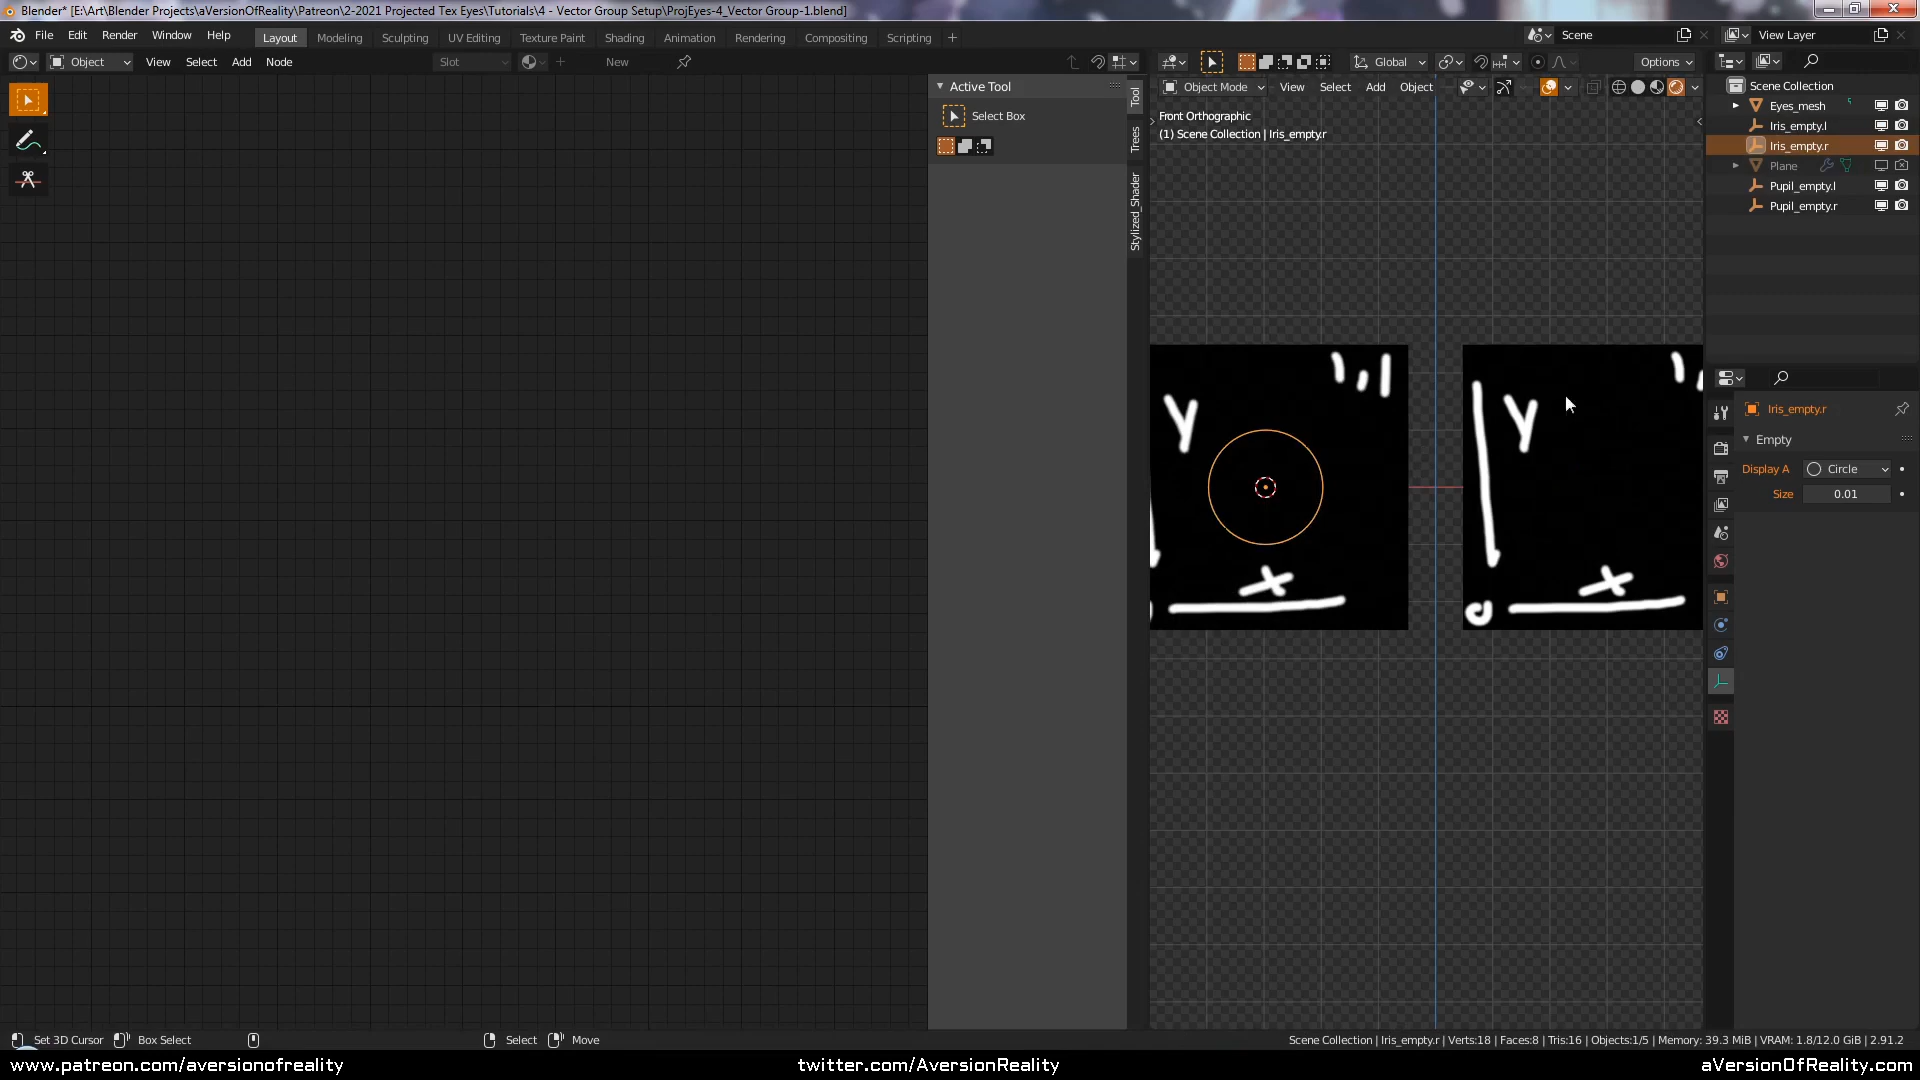 Blender* [E:\Art\Blender Projects\aVersionOfReality\Patreon\2-2021 Projected Tex Eyes\Tutorials\4 - Vector Group Setup\ProjEyes-4_Vector Group-1.blend]
File Edit Render Window Help Layout Modeling Sculpting UV Editing Texture Paint Shading Animation Rendering Compositing Scripting + Scene View Layer
Object View Select Add Node Slot New Global Options
Active Tool
Select Box
Tool
Trees
Stylized_Shader
Object Mode View Select Add Object
Front Orthographic
(1) Scene Collection | Iris_empty.r
1,1
Y
x
0
Y
x
Scene Collection
Eyes_mesh
Iris_empty.l
Iris_empty.r
Plane
Pupil_empty.l
Pupil_empty.r
Iris_empty.r
Empty
Display A Circle
Size 0.01
Set 3D Cursor Box Select Select Move
Scene Collection | Iris_empty.r | Verts:18 | Faces:8 | Tris:16 | Objects:1/5 | Memory: 39.3 MiB | VRAM: 1.8/12.0 GiB | 2.91.2
www.patreon.com/aversionofreality twitter.com/AversionReality aVersionOfReality.com